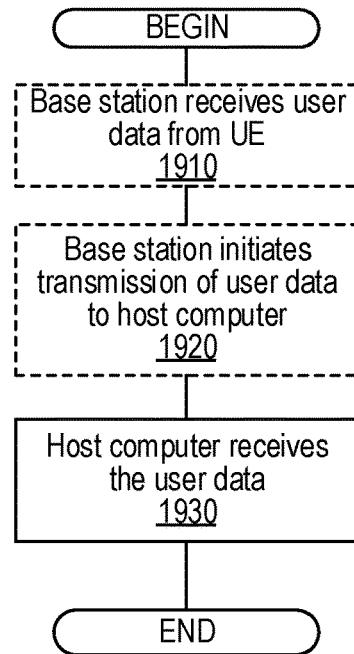 BEGIN
Base station receives user
data from UE
1910
Base station initiates
transmission of user data
to host computer
1920
Host computer receives
the user data
1930
END